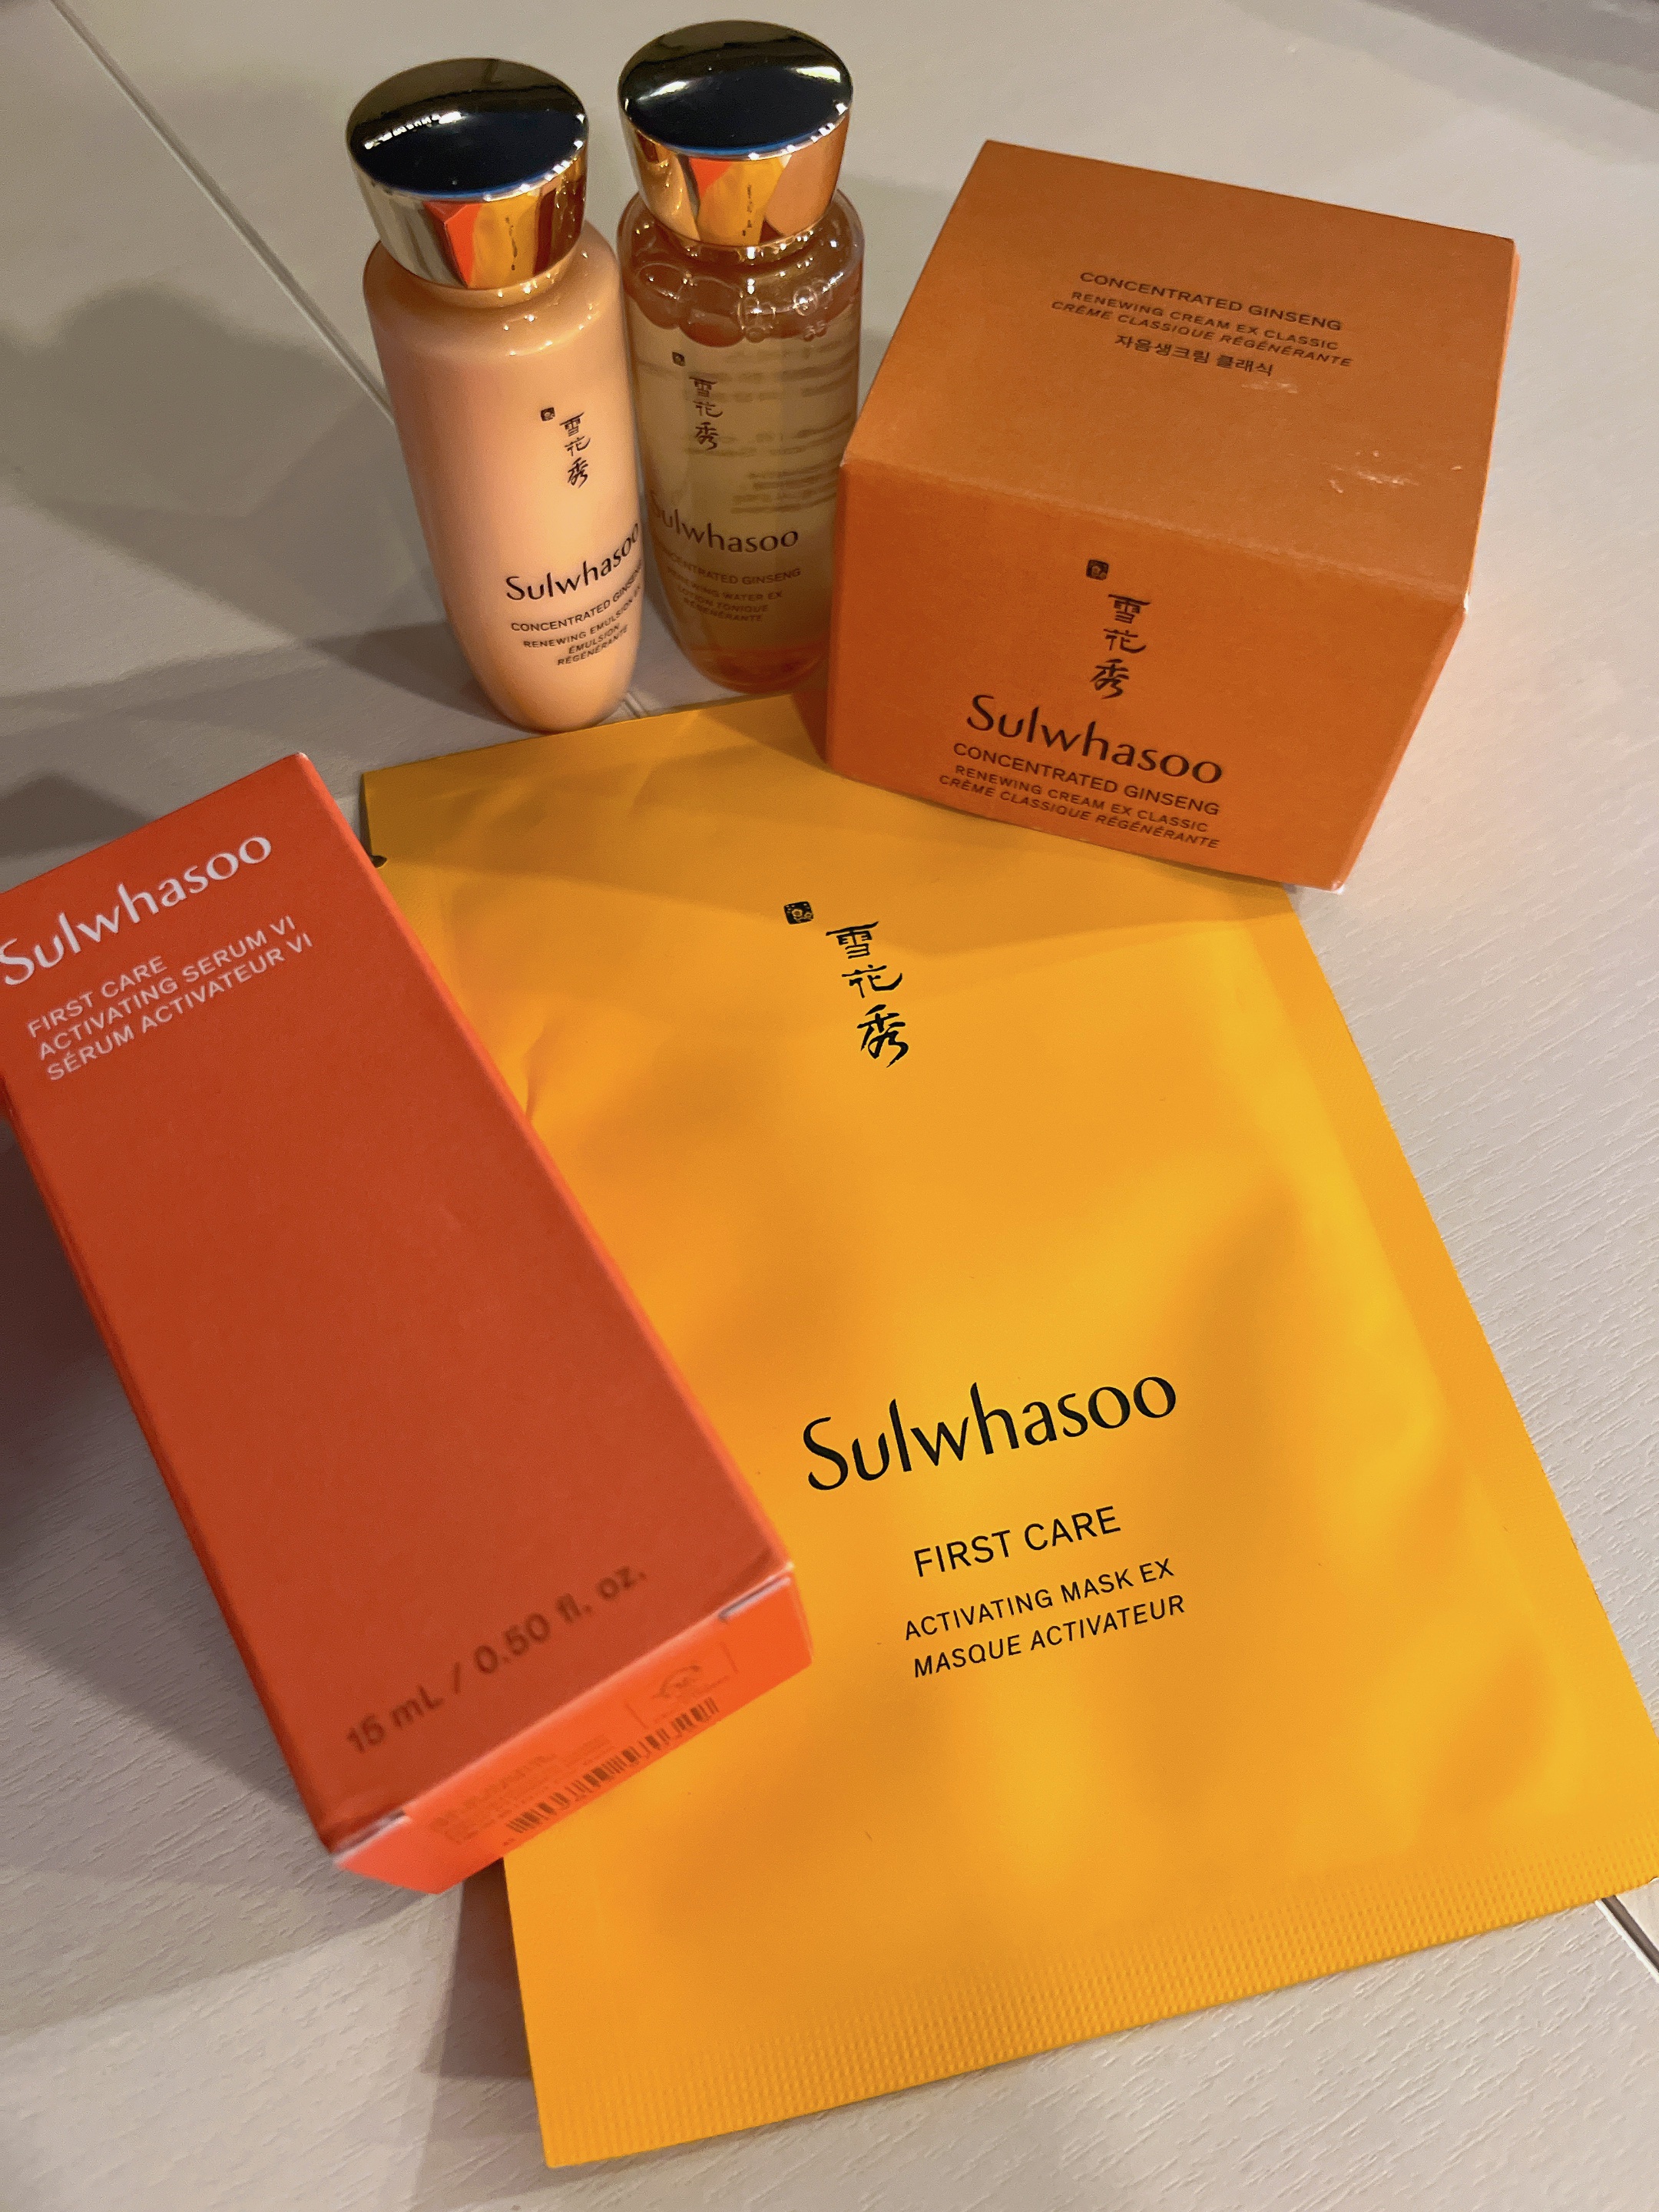 雪花秀
Sulwhasoo
CONCENTRATED GINSENG
RENEWING EMULSION EX
ÉMULSION
RÉGÉNÉRANTE
雪花秀
Sulwhasoo
CONCENTRATED GINSENG
RENEWING WATER EX
LOTION TONIQUE
RÉGÉNÉRANTE
CONCENTRATED GINSENG
RENEWING CREAM EX CLASSIC
CRÈME CLASSIQUE RÉGÉNÉRANTE
자음생크림 클래식
雪花秀
Sulwhasoo
CONCENTRATED GINSENG
RENEWING CREAM EX CLASSIC
CRÈME CLASSIQUE RÉGÉNÉRANTE
Sulwhasoo
FIRST CARE
ACTIVATING SERUM VI
SÉRUM ACTIVATEUR VI
15 mL / 0.50 fl. oz.
雪花秀
Sulwhasoo
FIRST CARE
ACTIVATING MASK EX
MASQUE ACTIVATEUR